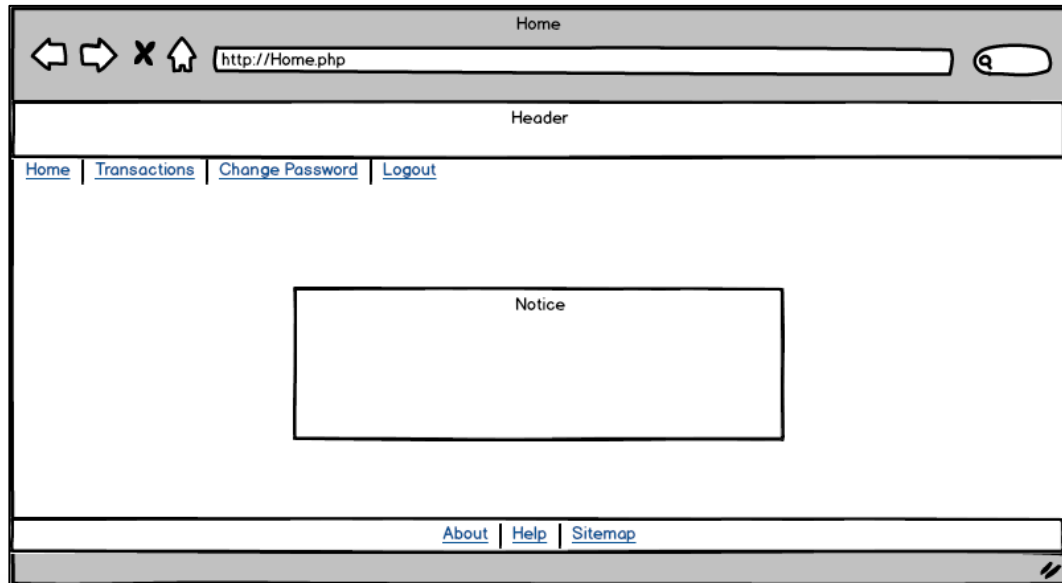 Home
http://Home.php
Header
Home Transactions Change Password Logout
Notice
About Help Sitemap